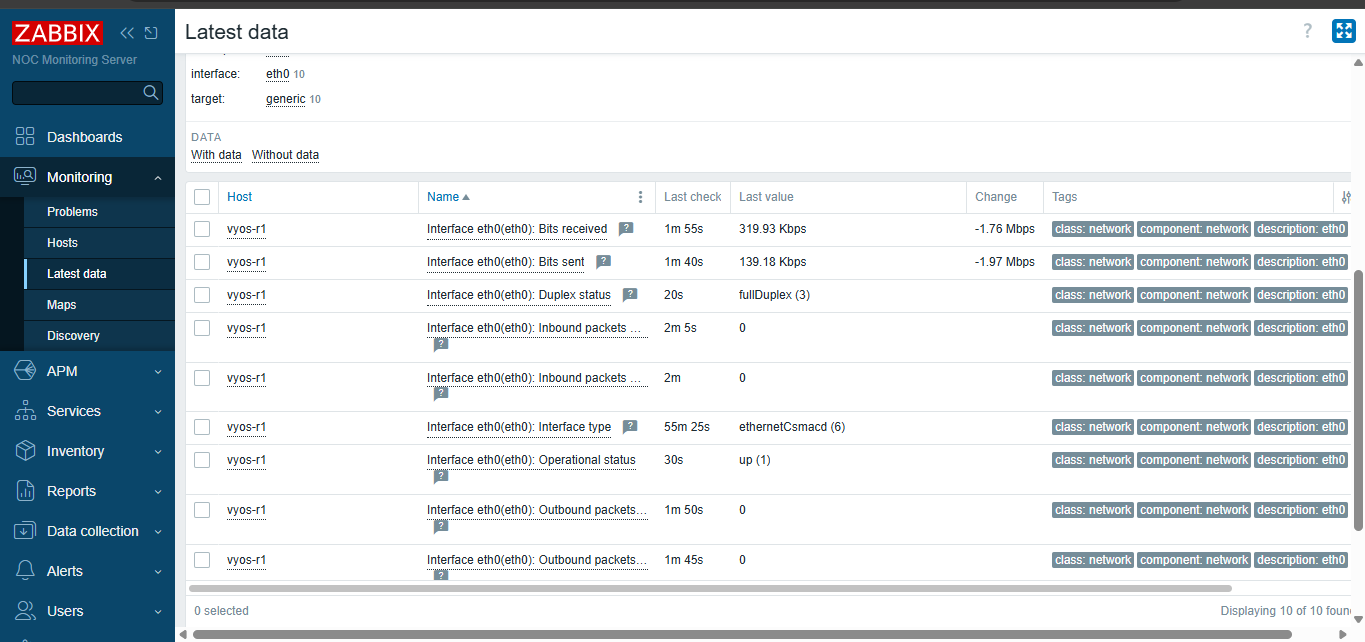 ZABBIX
NOC Monitoring Server
Dashboards
Monitoring
Problems
Hosts
Latest data
Maps
Discovery
APM
Services
Inventory
Reports
Data collection
Alerts
Users
Latest data
?
interface: eth0 10
target: generic 10
DATA
With data Without data
Host Name Last check Last value Change Tags
vyos-r1 Interface eth0(eth0): Bits received ? 1m 55s 319.93 Kbps -1.76 Mbps class: network component: network description: eth0
vyos-r1 Interface eth0(eth0): Bits sent ? 1m 40s 139.18 Kbps -1.97 Mbps class: network component: network description: eth0
vyos-r1 Interface eth0(eth0): Duplex status ? 20s fullDuplex (3) class: network component: network description: eth0
vyos-r1 Interface eth0(eth0): Inbound packets ... 2m 5s 0 class: network component: network description: eth0
?
vyos-r1 Interface eth0(eth0): Inbound packets ... 2m 0 class: network component: network description: eth0
?
vyos-r1 Interface eth0(eth0): Interface type ? 55m 25s ethernetCsmacd (6) class: network component: network description: eth0
vyos-r1 Interface eth0(eth0): Operational status 30s up (1) class: network component: network description: eth0
?
vyos-r1 Interface eth0(eth0): Outbound packets... 1m 50s 0 class: network component: network description: eth0
?
vyos-r1 Interface eth0(eth0): Outbound packets... 1m 45s 0 class: network component: network description: eth0
?
0 selected
Displaying 10 of 10 foun